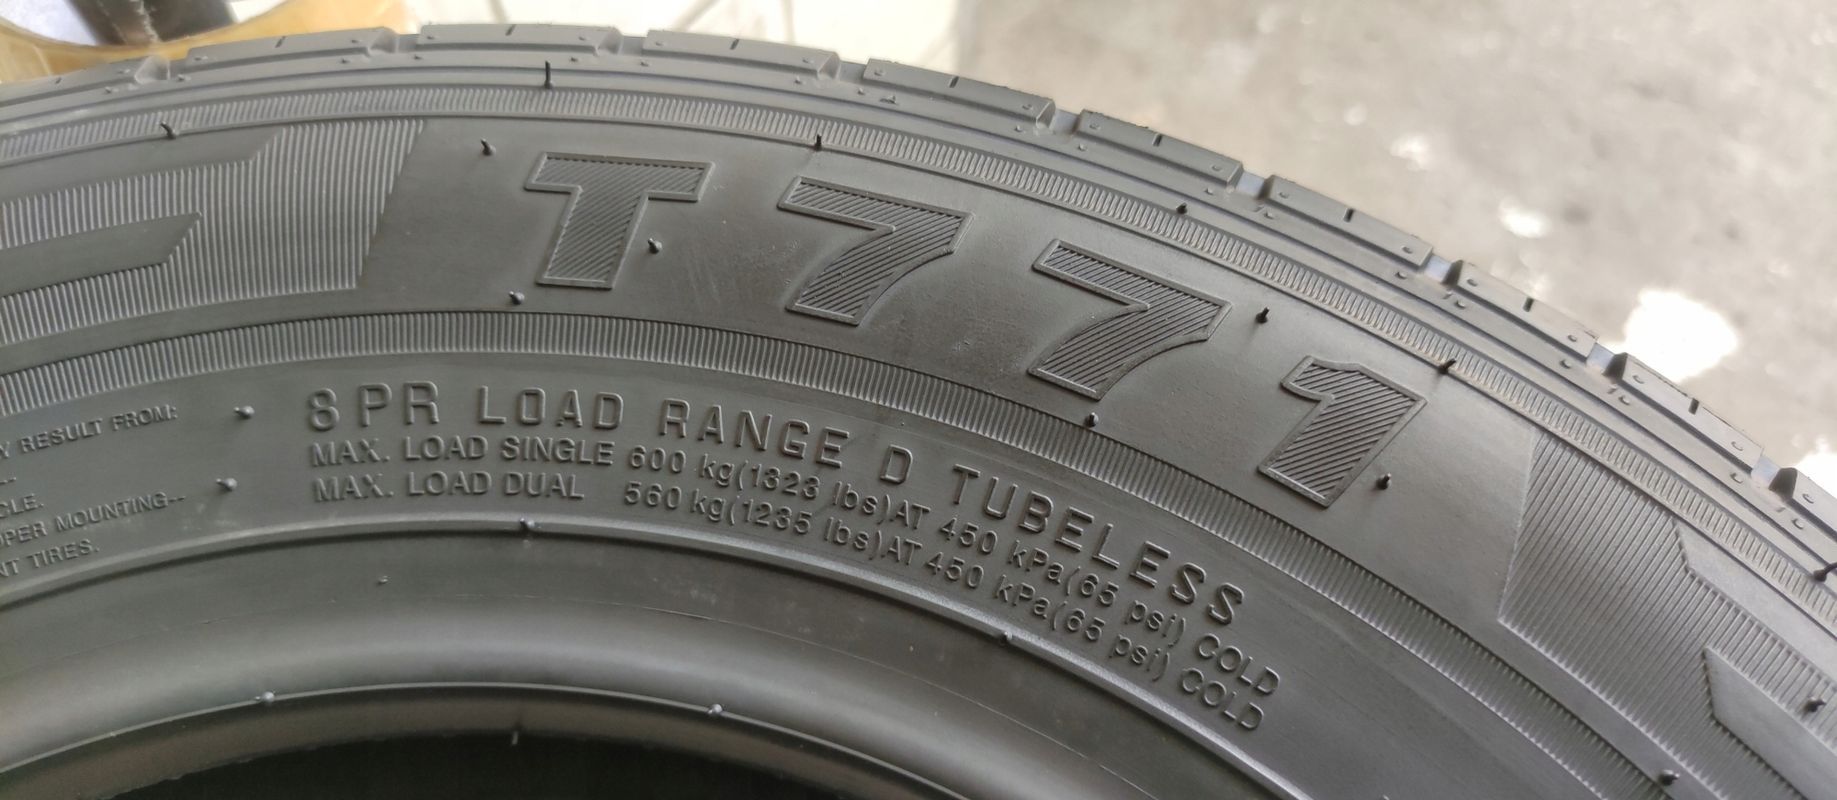 T771
Y RESULT FROM:
CLE.
OPER MOUNTING--
NT TIRES.
8PR LOAD RANGE D TUBELESS
MAX. LOAD SINGLE 600 kg(1323 lbs)AT 450 kPa(65 psi) COLD
MAX. LOAD DUAL 560 kg(1235 lbs)AT 450 kPa(65 psi) COLD